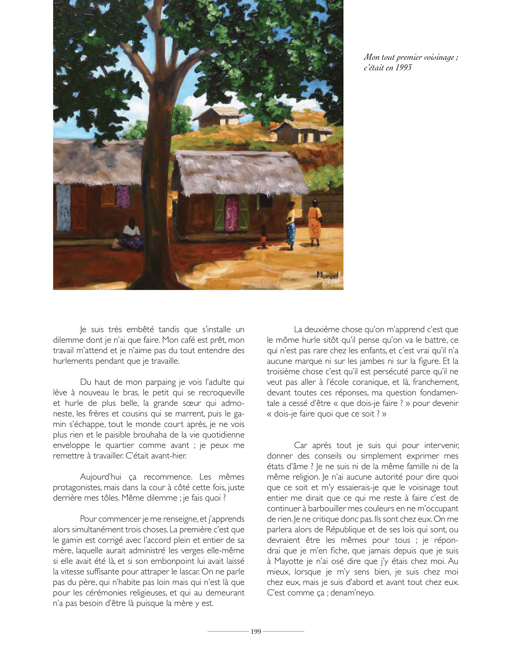 Mon tout premier voisinage ;
c'était en 1995
Je suis très embêté tandis que s'installe un
dilemme dont je n'ai que faire. Mon café est prêt, mon
travail m'attend et je n'aime pas du tout entendre des
hurlements pendant que je travaille.
Du haut de mon parpaing je vois l'adulte qui
lève à nouveau le bras, le petit qui se recroqueville
et hurle de plus belle, la grande sœur qui admo-
neste, les frères et cousins qui se marrent, puis le ga-
min s'échappe, tout le monde court après, je ne vois
plus rien et le paisible brouhaha de la vie quotidienne
enveloppe le quartier comme avant ; je peux me
remettre à travailler. C'était avant-hier.
Aujourd'hui ça recommence. Les mêmes
protagonistes, mais dans la cour à côté cette fois, juste
derrière mes tôles. Même dilemme ; je fais quoi ?
Pour commencer je me renseigne, et j'apprends
alors simultanément trois choses. La première c'est que
le gamin est corrigé avec l'accord plein et entier de sa
mère, laquelle aurait administré les verges elle-même
si elle avait été là, et si son embonpoint lui avait laissé
la vitesse suffisante pour attraper le lascar. On ne parle
pas du père, qui n'habite pas loin mais qui n'est là que
pour les cérémonies religieuses, et qui au demeurant
n'a pas besoin d'être là puisque la mère y est.
La deuxième chose qu'on m'apprend c'est que
le môme hurle sitôt qu'il pense qu'on va le battre, ce
qui n'est pas rare chez les enfants, et c'est vrai qu'il n'a
aucune marque ni sur les jambes ni sur la figure. Et la
troisième chose c'est qu'il est persécuté parce qu'il ne
veut pas aller à l'école coranique, et là, franchement,
devant toutes ces réponses, ma question fondamen-
tale a cessé d'être « que dois-je faire ? » pour devenir
« dois-je faire quoi que ce soit ? »
Car après tout je suis qui pour intervenir,
donner des conseils ou simplement exprimer mes
états d'âme ? Je ne suis ni de la même famille ni de la
même religion. Je n'ai aucune autorité pour dire quoi
que ce soit et m'y essaierais-je que le voisinage tout
entier me dirait que ce qui me reste à faire c'est de
continuer à barbouiller mes couleurs en ne m'occupant
de rien. Je ne critique donc pas. Ils sont chez eux. On me
parlera alors de République et de ses lois qui sont, ou
devraient être les mêmes pour tous ; je répon-
drai que je m'en fiche, que jamais depuis que je suis
à Mayotte je n'ai osé dire que j'y étais chez moi. Au
mieux, lorsque je m'y sens bien, je suis chez moi
chez eux, mais je suis d'abord et avant tout chez eux.
C'est comme ça ; denam'neyo.
199